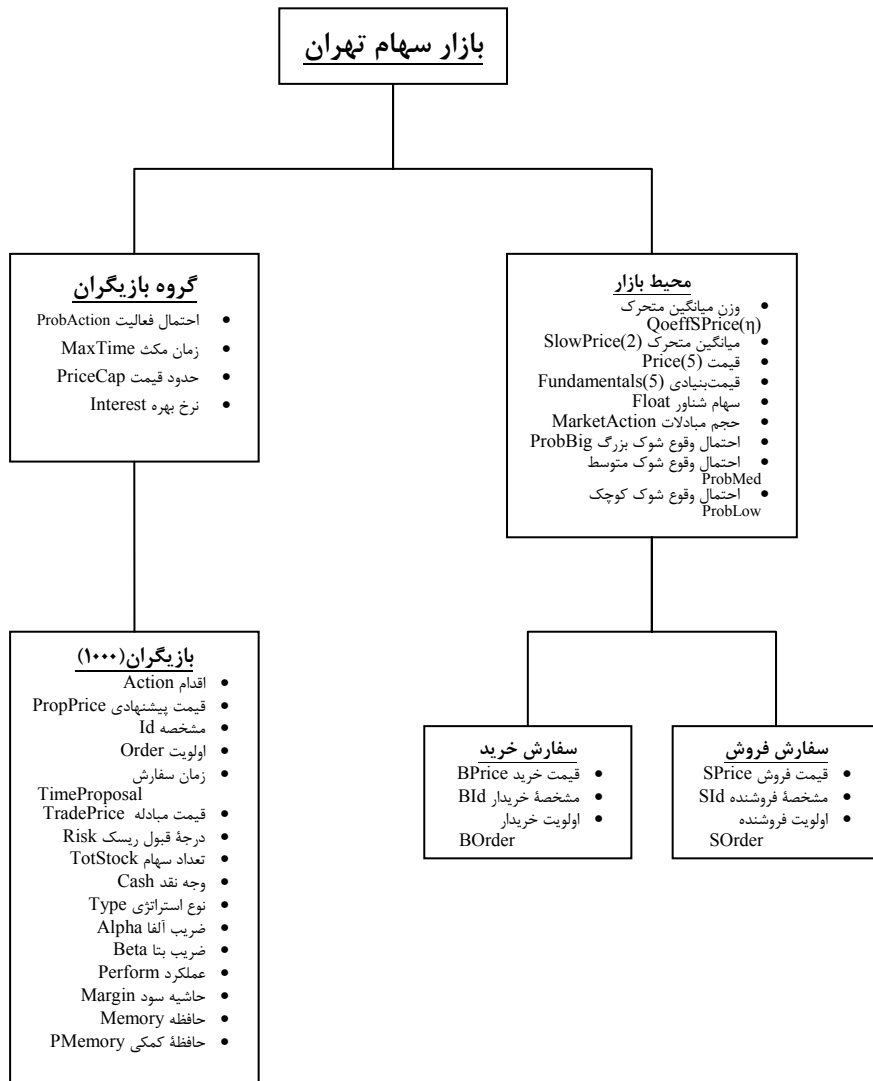 بازار سهام تهران
گروه بازیگران
• احتمال فعالیت ProbAction
• زمان مکث MaxTime
• حدود قیمت PriceCap
• نرخ بهره Interest
محیط بازار
• وزن میانگین متحرک
QoeffSPrice(η)
• میانگین متحرک SlowPrice(2)
• قیمت Price(5)
• قیمت‌بنیادی Fundamentals(5)
• سهام شناور Float
• حجم مبادلات MarketAction
• احتمال وقوع شوک بزرگ ProbBig
• احتمال وقوع شوک متوسط
ProbMed
• احتمال وقوع شوک کوچک
ProbLow
بازیگران(۱۰۰۰)
• اقدام Action
• قیمت پیشنهادی PropPrice
• مشخصه Id
• اولویت Order
• زمان سفارش
TimeProposal
• قیمت مبادله TradePrice
• درجهٔ قبول ریسک Risk
• تعداد سهام TotStock
• وجه نقد Cash
• نوع استراتژی Type
• ضریب آلفا Alpha
• ضریب بتا Beta
• عملکرد Perform
• حاشیه سود Margin
• حافظه Memory
• حافظهٔ کمکی PMemory
سفارش خرید
• قیمت خرید BPrice
• مشخصهٔ خریدار BId
• اولویت خریدار
BOrder
سفارش فروش
• قیمت فروش SPrice
• مشخصهٔ فروشنده SId
• اولویت فروشنده
SOrder